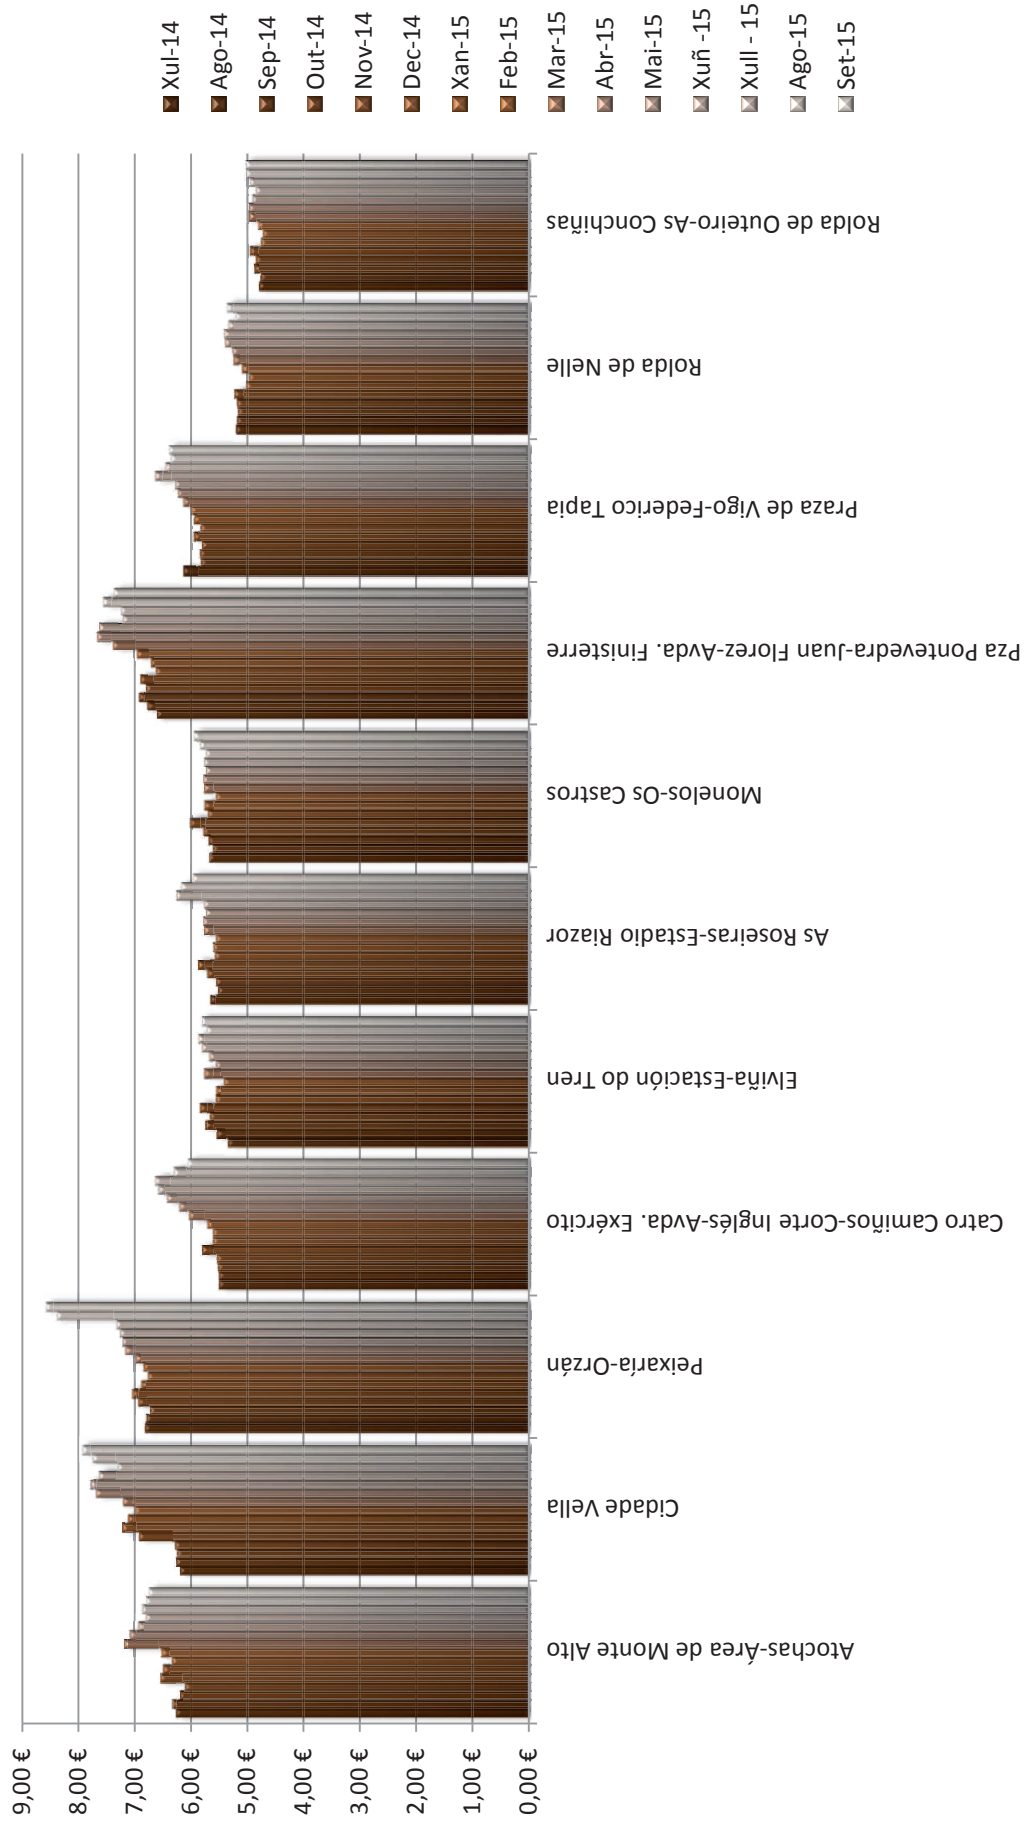 9,00 €
8,00 €
7,00 €
6,00 €
5,00 €
4,00 €
3,00 €
2,00 €
1,00 €
0,00 €
Atochas-Área de Monte Alto
Cidade Vella
Peixaría-Orzán
Catro Camiños-Corte Inglés-Avda. Exército
Elviña-Estación do Tren
As Roseiras-Estadio Riazor
Monelos-Os Castros
Pza Pontevedra-Juan Florez-Avda. Finisterre
Praza de Vigo-Federico Tapia
Rolda de Nelle
Rolda de Outeiro-As Conchiñas
Xul-14
Ago-14
Sep-14
Out-14
Nov-14
Dec-14
Xan-15
Feb-15
Mar-15
Abr-15
Mai-15
Xuñ -15
Xull - 15
Ago-15
Set-15